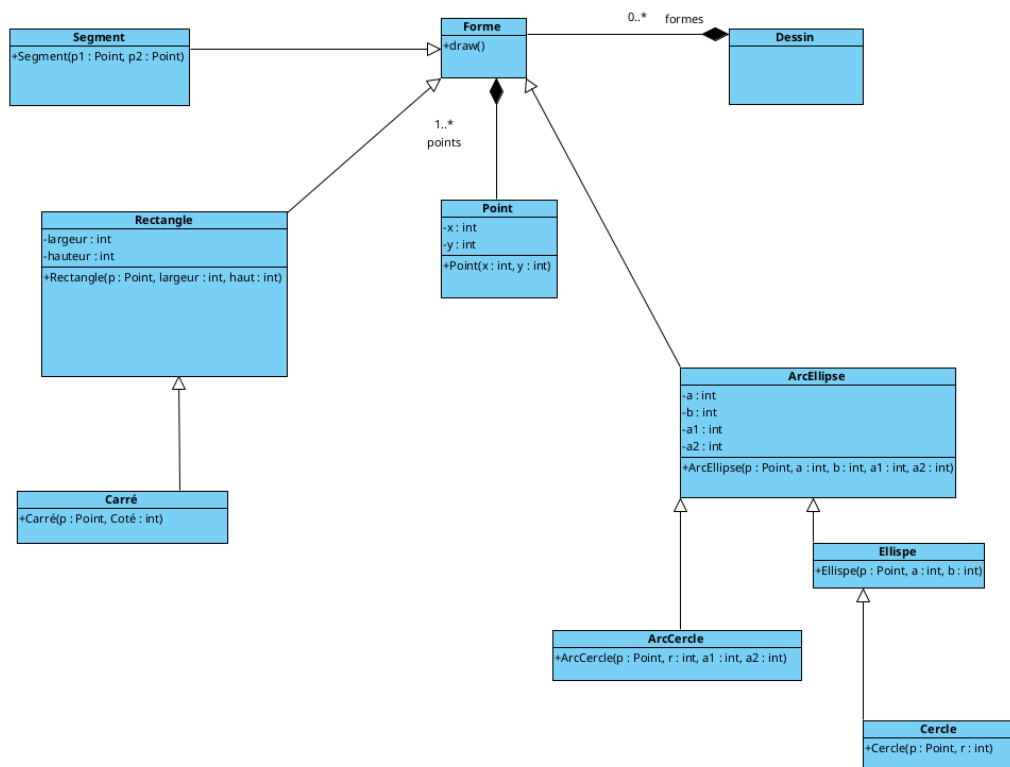 Segment
+Segment(p1 : Point, p2 : Point)
Forme
+draw()
0..*
formes
Dessin
1..*
points
Rectangle
-largeur : int
-hauteur : int
+Rectangle(p : Point, largeur : int, haut : int)
Point
-x : int
-y : int
+Point(x : int, y : int)
ArcEllipse
-a : int
-b : int
-a1 : int
-a2 : int
+ArcEllipse(p : Point, a : int, b : int, a1 : int, a2 : int)
Carré
+Carré(p : Point, Coté : int)
Ellispe
+Ellispe(p : Point, a : int, b : int)
ArcCercle
+ArcCercle(p : Point, r : int, a1 : int, a2 : int)
Cercle
+Cercle(p : Point, r : int)